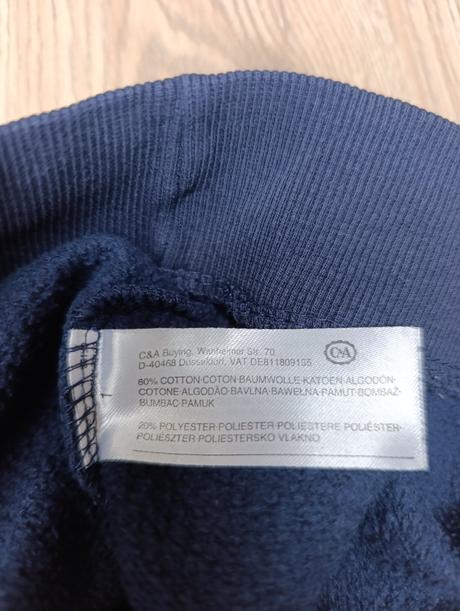 C&A Buying, Wanheimer Str. 70
D-40468 Düsseldorf, VAT DE811809155
C&A
80% COTTON·COTON·BAUMWOLLE·KATOEN·ALGODÓN·
COTONE·ALGODÃO·BAVLNA·BAWEŁNA·PAMUT·BOMBAŽ·
BUMBAC·PAMUK
20% POLYESTER·POLIESTER·POLIESTERE·POLIÉSTER·
POLIÉSZTER·POLIESTERSKO VLAKNO